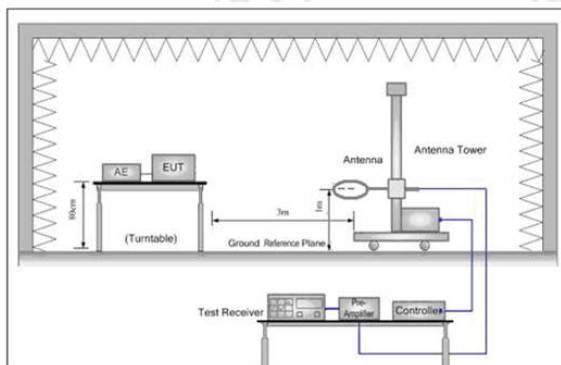 Antenna
Antenna Tower
AE
EUT
80cm
(Turntable)
3m
1m
Ground Reference Plane
Test Receiver
Pre-
Amplifier
Controller